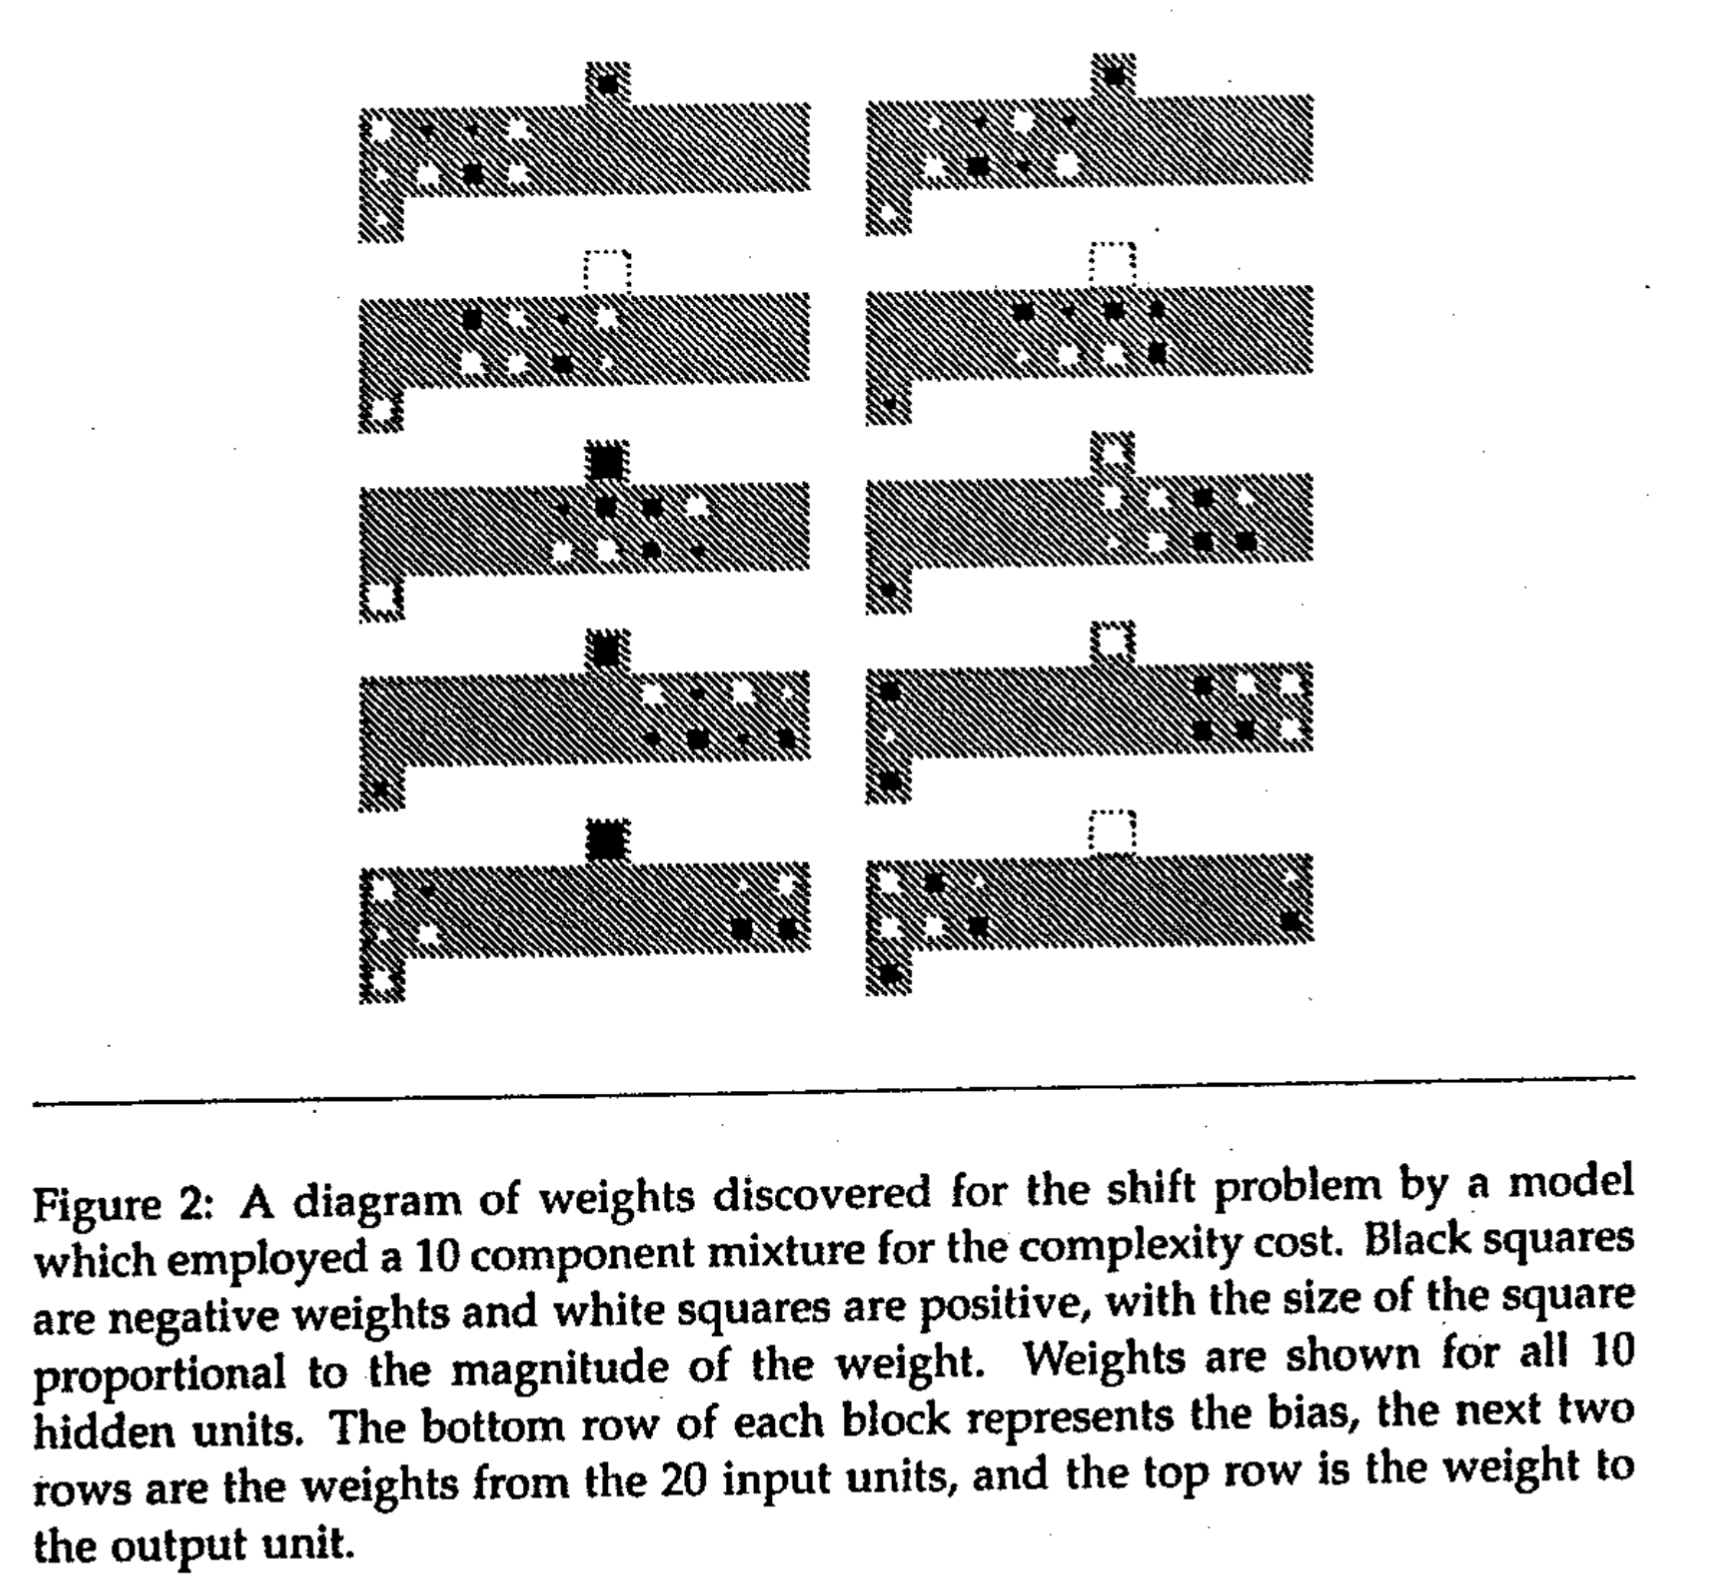 Figure 2: A diagram of weights discovered for the shift problem by a model
which employed a 10 component mixture for the complexity cost. Black squares
are negative weights and white squares are positive, with the size of the square
proportional to the magnitude of the weight. Weights are shown for all 10
hidden units. The bottom row of each block represents the bias, the next two
rows are the weights from the 20 input units, and the top row is the weight to
the output unit.